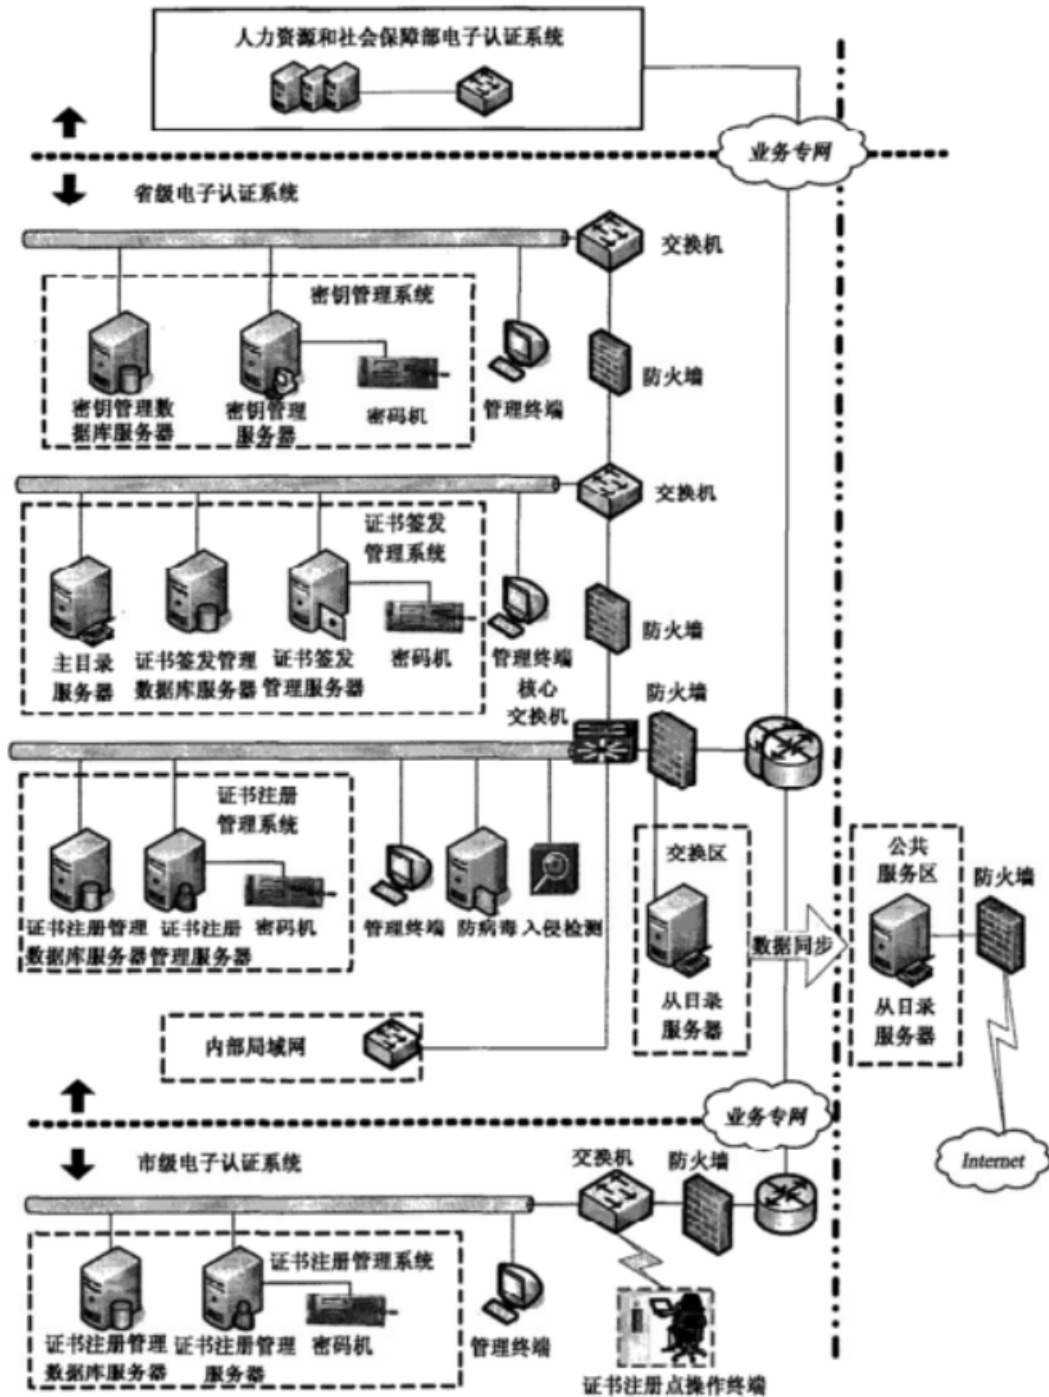 人力资源和社会保障部电子认证系统
业务专网
省级电子认证系统
交换机
密钥管理系统
防火墙
密钥管理数
据库服务器
密钥管理
服务器
密码机
管理终端
交换机
证书签发
管理系统
防火墙
主目录
服务器
证书签发管理
数据库服务器
证书签发
管理服务器
密码机
管理终端
核心
交换机
防火墙
证书注册
管理系统
交换区
公共
服务区
防火墙
证书注册管理
数据库服务器
证书注册
管理服务器
密码机
管理终端
防病毒
入侵检测
数据同步
从目录
服务器
从目录
服务器
内部局域网
业务专网
Internet
市级电子认证系统
交换机
防火墙
证书注册管理系统
证书注册管理
数据库服务器
证书注册管理
服务器
密码机
管理终端
证书注册点操作终端